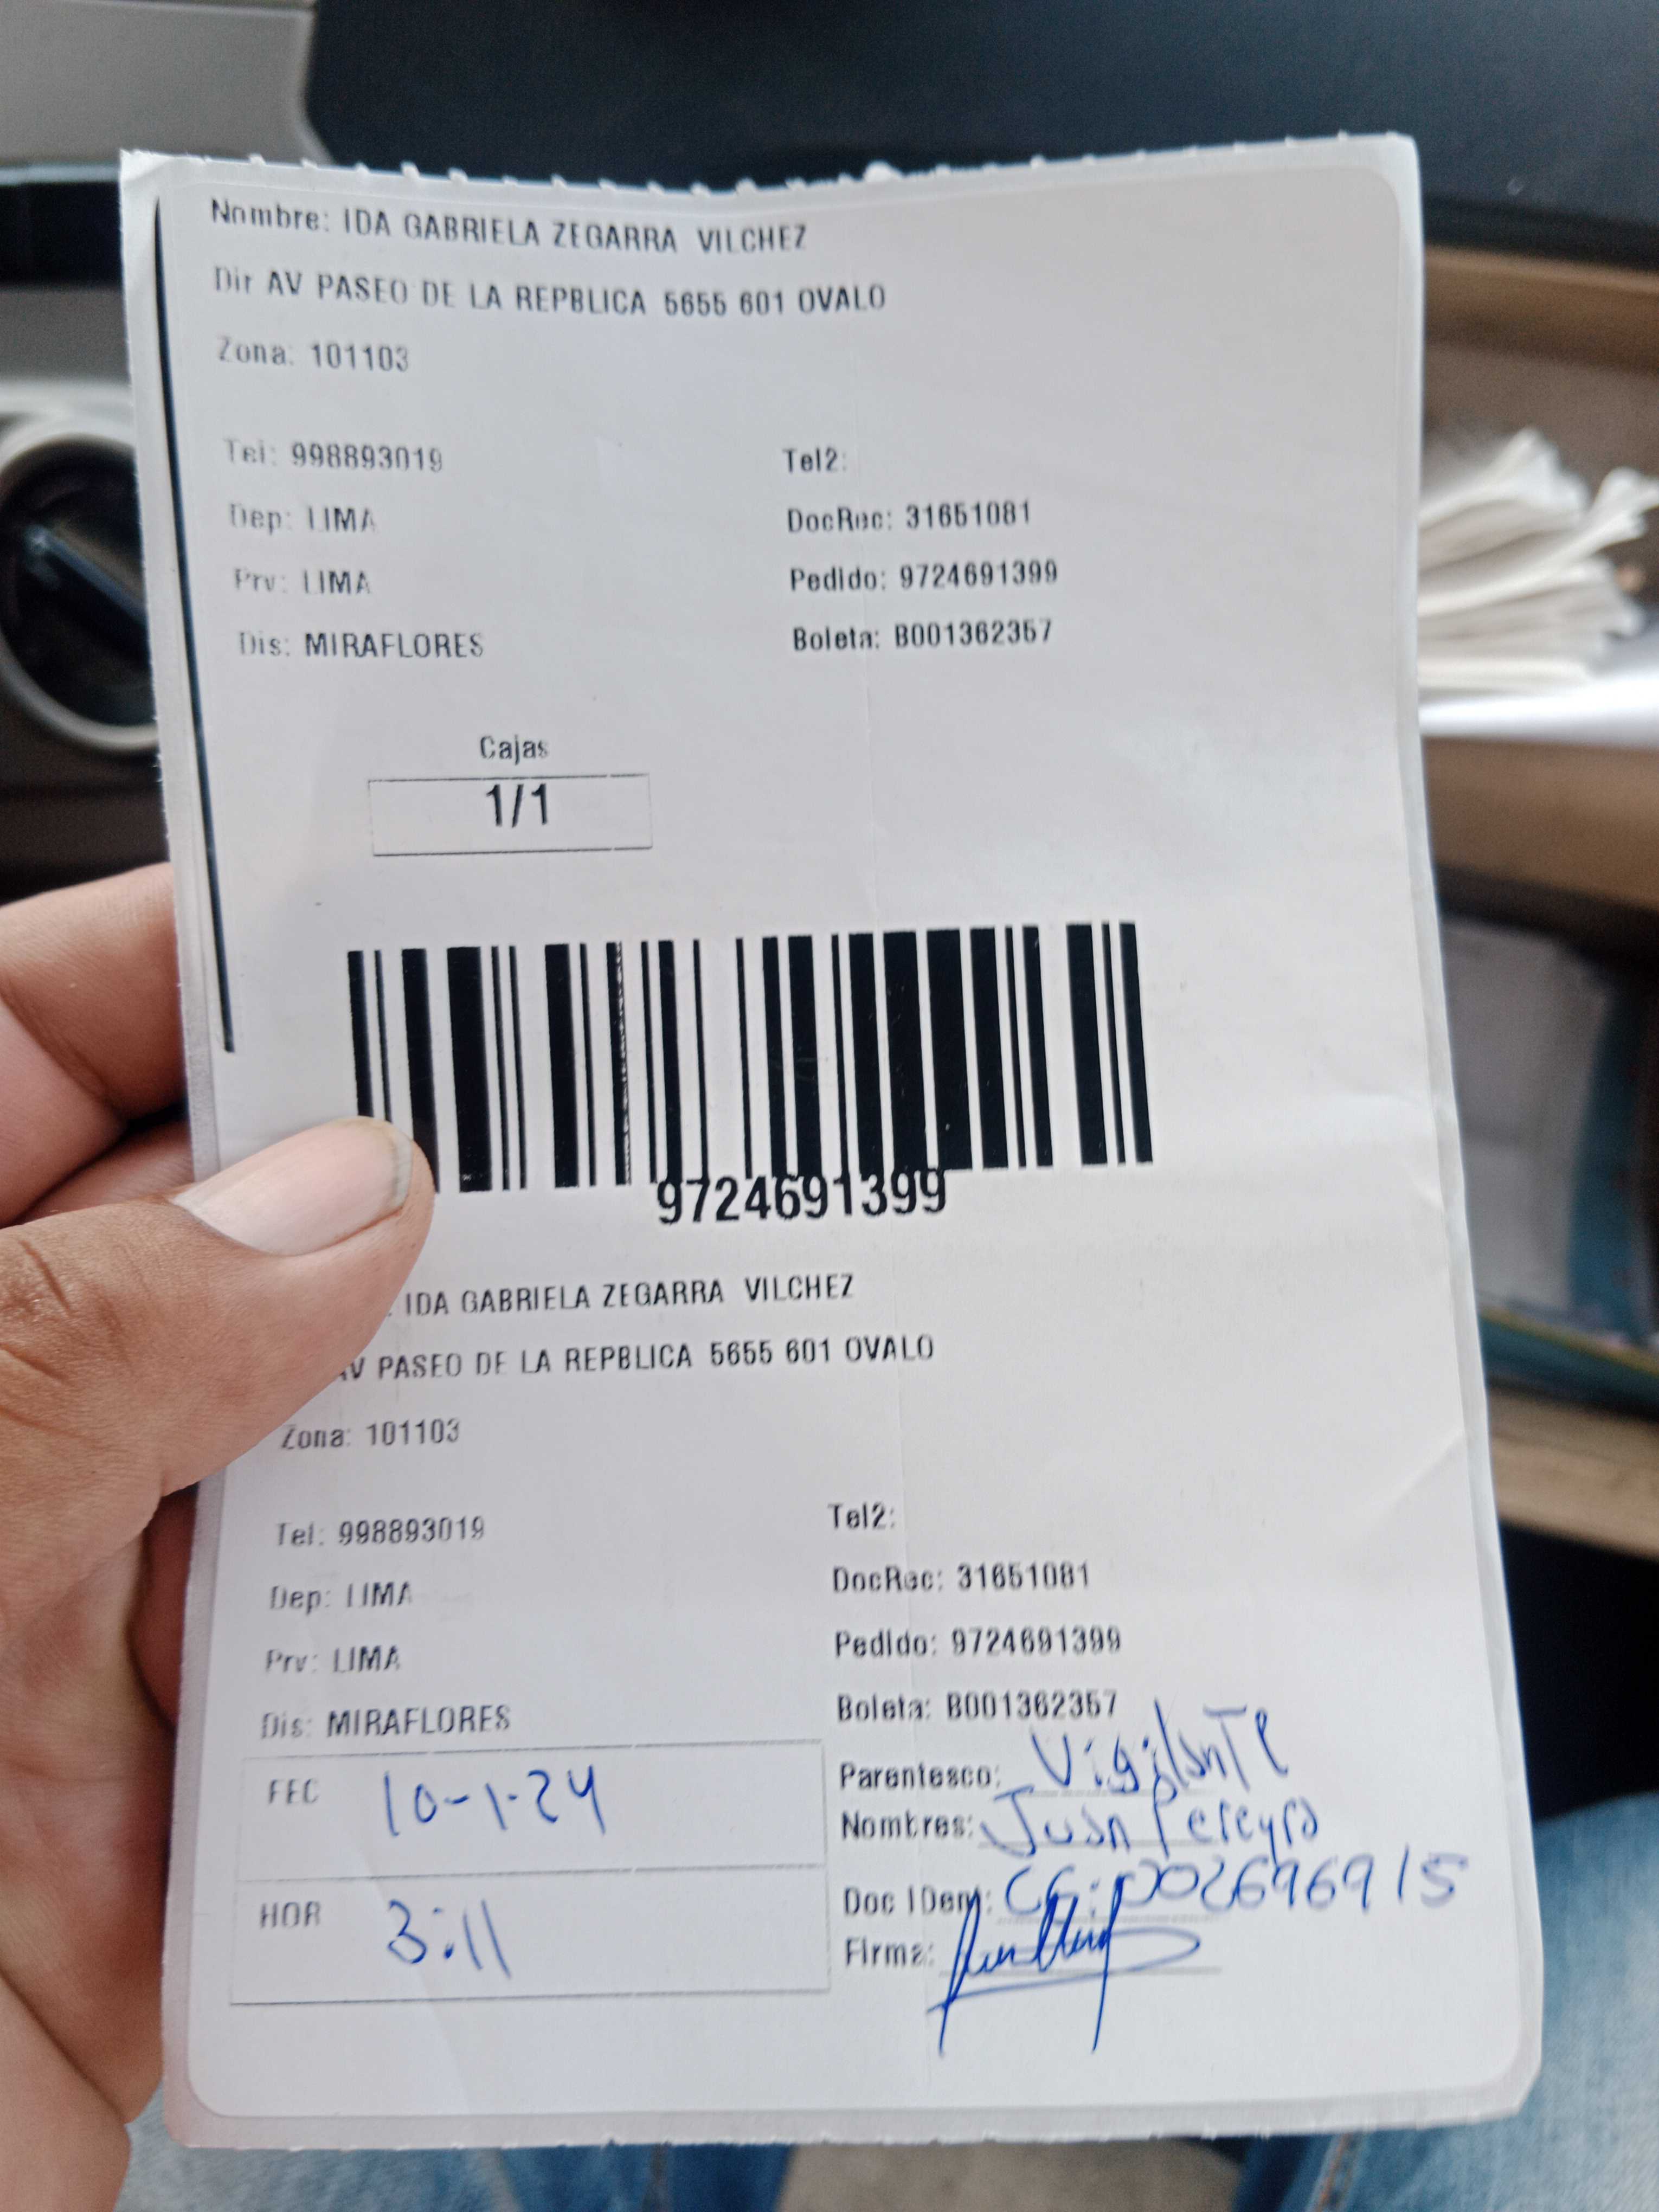 Nombre: IDA GABRIELA ZEGARRA VILCHEZ
Dir AV PASEO DE LA REPBLICA 5655 601 OVALO
Zona: 101103
Tel: 998893019 Tel2:
Dep: LIMA DocRec: 31651081
Prv: LIMA Pedido: 9724691399
Dis: MIRAFLORES Boleta: B001362357
Cajas
1/1
9724691399
: IDA GABRIELA ZEGARRA VILCHEZ
AV PASEO DE LA REPBLICA 5655 601 OVALO
Zona: 101103
Tel: 998893019 Tel2:
Dep: LIMA DocRec: 31651081
Prv: LIMA Pedido: 9724691399
Dis: MIRAFLORES Boleta: B001362357
FEC 10-1-24 Parentesco: Vigilante
Nombres: Juan Pereyra
Doc IDent:
HOR 3:11 Firma: